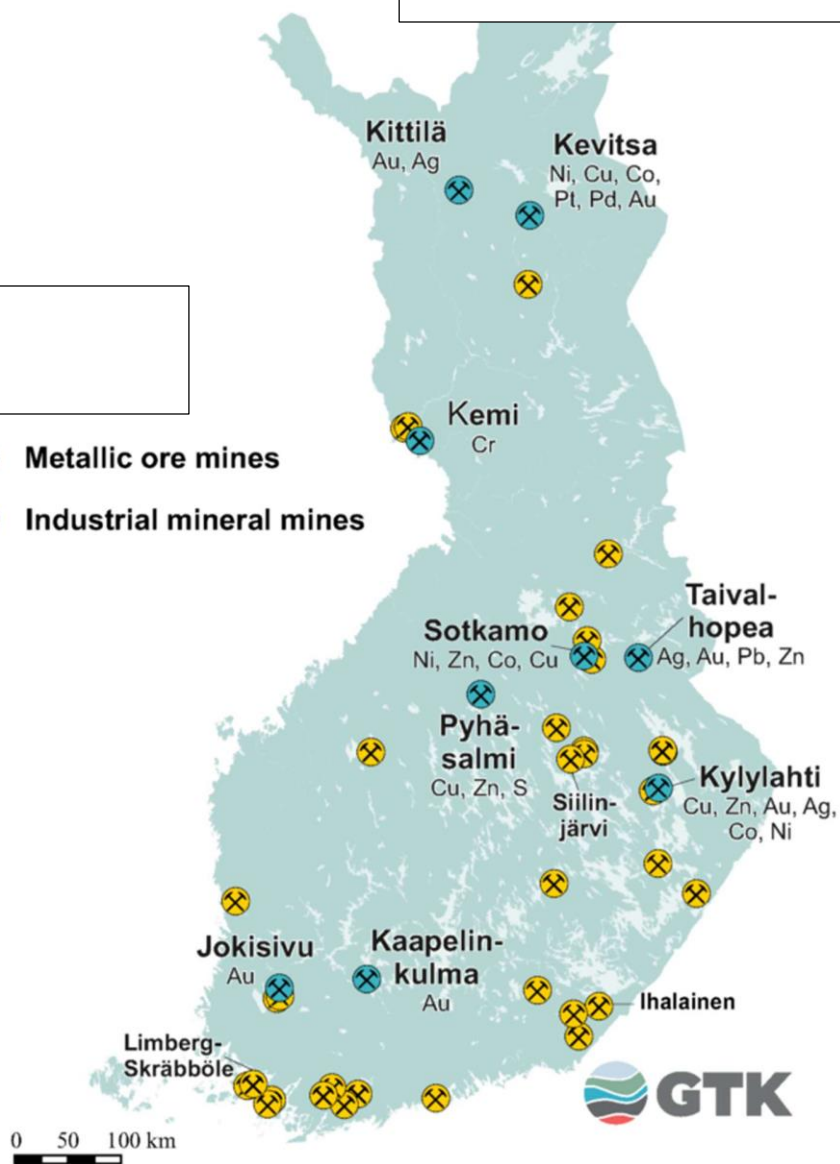 Kittilä
Au, Ag
Kevitsa
Ni, Cu, Co,
Pt, Pd, Au
Kemi
Cr
Metallic ore mines
Industrial mineral mines
Taival-
hopea
Ag, Au, Pb, Zn
Sotkamo
Ni, Zn, Co, Cu
Pyhä-
salmi
Cu, Zn, S
Siilin-
järvi
Kylylahti
Cu, Zn, Au, Ag,
Co, Ni
Jokisivu
Au
Kaapelin-
kulma
Au
Ihalainen
Limberg-
Skräbböle
GTK
0 50 100 km